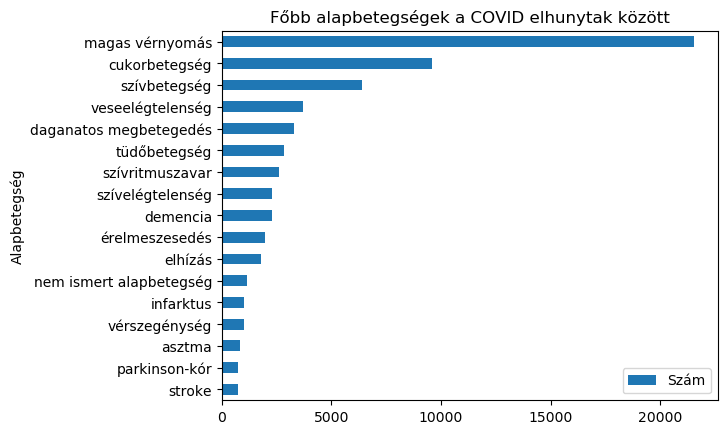 Főbb alapbetegségek a COVID elhunytak között
magas vérnyomás
cukorbetegség
szívbetegség
veseelégtelenség
daganatos megbetegedés
tüdőbetegség
szívritmuszavar
szívelégtelenség
demencia
érelmeszesedés
elhízás
nem ismert alapbetegség
infarktus
vérszegénység
asztma
parkinson-kór
stroke
Alapbetegség
Szám
0 5000 10000 15000 20000